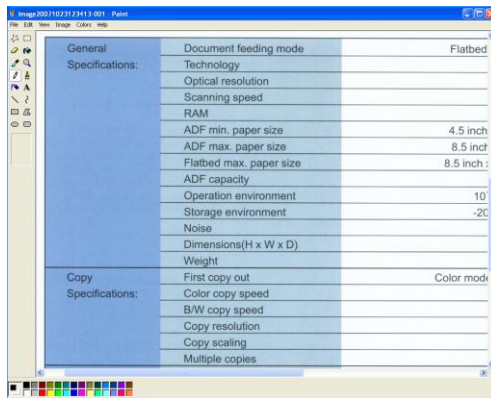 Image20071023123413-001 - Paint
File Edit View Image Colors Help
General Document feeding mode Flatbed
Specifications: Technology
Optical resolution
Scanning speed
RAM
ADF min. paper size 4.5 inch
ADF max. paper size 8.5 inch
Flatbed max. paper size 8.5 inch :
ADF capacity
Operation environment 10
Storage environment -20
Noise
Dimensions(H x W x D)
Weight
Copy First copy out Color mode
Specifications: Color copy speed
B/W copy speed
Copy resolution
Copy scaling
Multiple copies